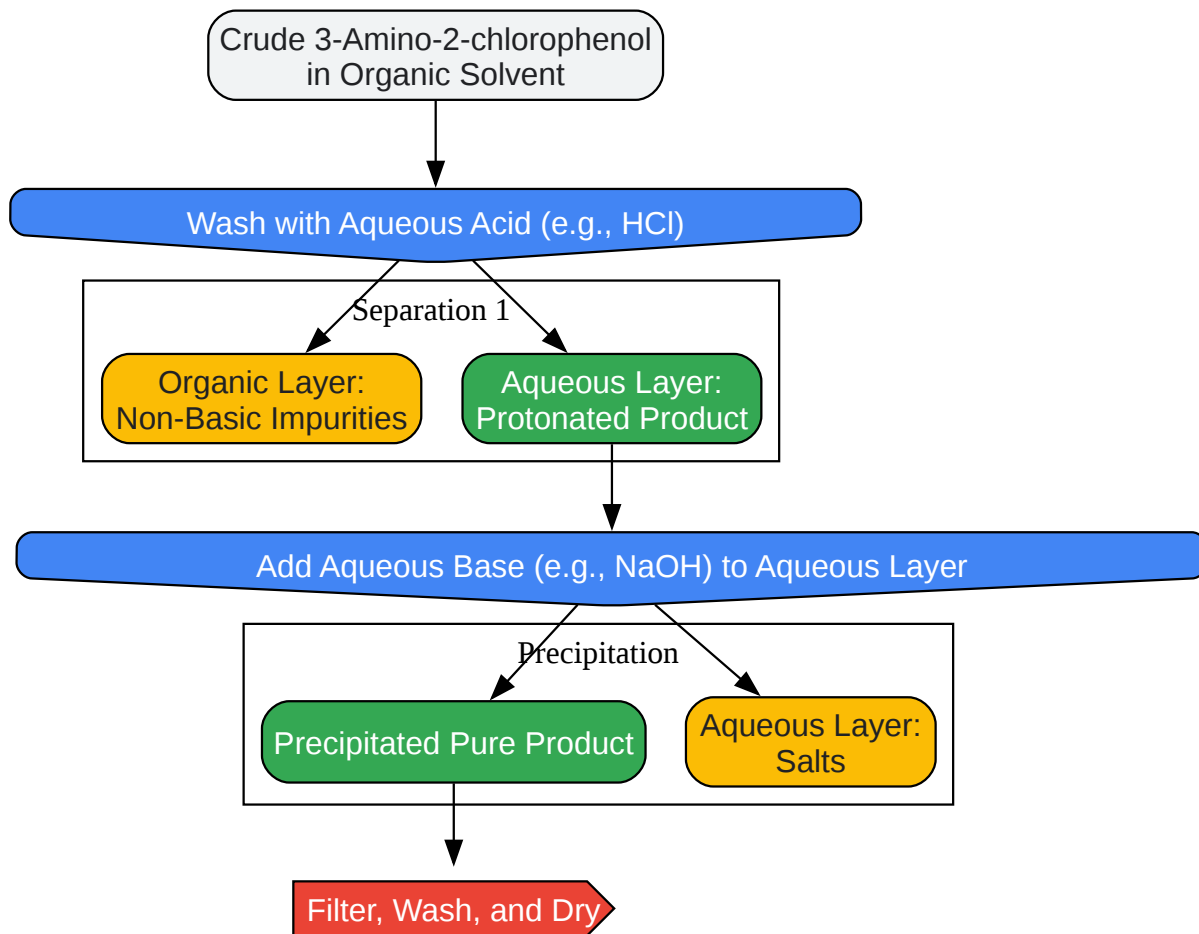 Crude 3-Amino-2-chlorophenol
in Organic Solvent
Wash with Aqueous Acid (e.g., HCl)
Separation 1
Organic Layer:
Non-Basic Impurities
Aqueous Layer:
Protonated Product
Add Aqueous Base (e.g., NaOH) to Aqueous Layer
Precipitation
Precipitated Pure Product
Aqueous Layer:
Salts
Filter, Wash, and Dry